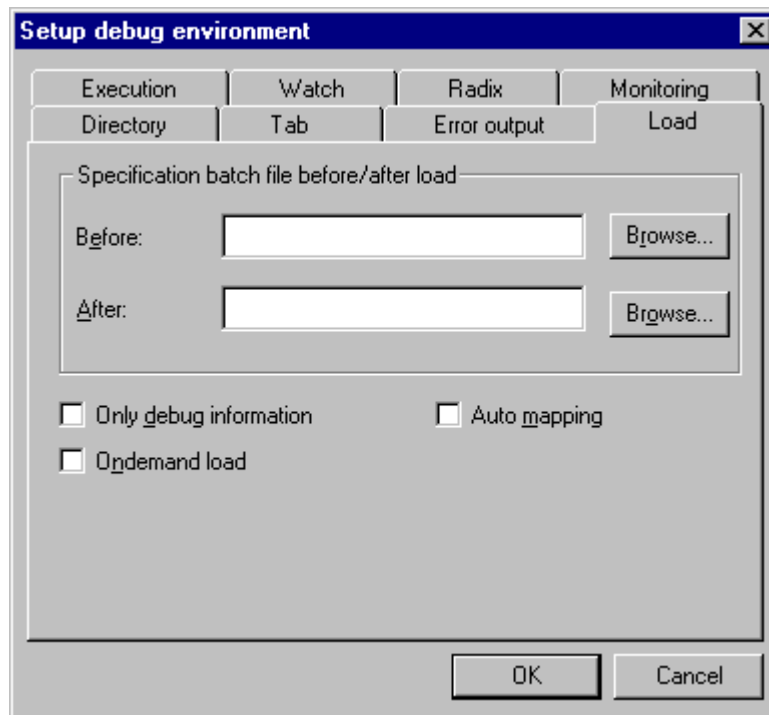 Setup debug environment
Execution Watch Radix Monitoring
Directory Tab Error output Load
Specification batch file before/after load
Before: Browse...
After: Browse...
Only debug information Auto mapping
Ondemand load
OK Cancel